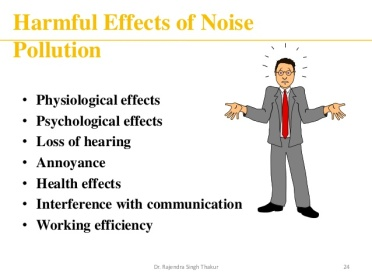 Harmful Effects of Noise
Pollution
• Physiological effects
• Psychological effects
• Loss of hearing
• Annoyance
• Health effects
• Interference with communication
• Working efficiency
Dr. Rajendra Singh Thakur
24